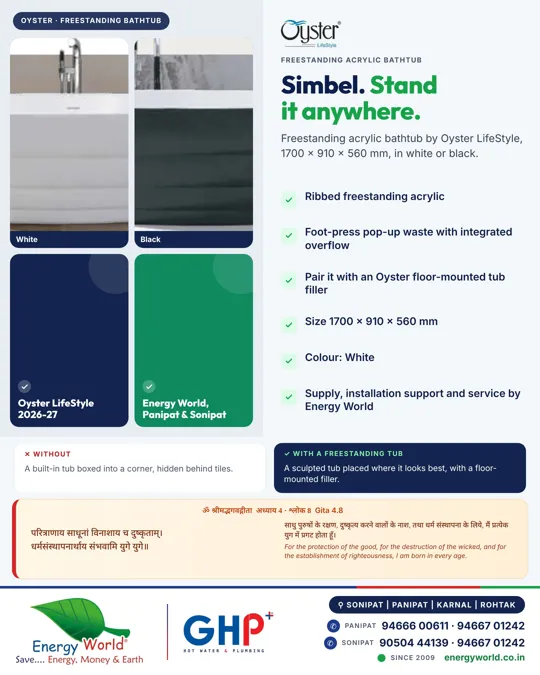 OYSTER · FREESTANDING BATHTUB
White
Black
Oyster LifeStyle
2026-27
Energy World,
Panipat & Sonipat
Oyster®
LifeStyle
FREESTANDING ACRYLIC BATHTUB
Simbel. Stand
it anywhere.
Freestanding acrylic bathtub by Oyster LifeStyle,
1700 × 910 × 560 mm, in white or black.
Ribbed freestanding acrylic
Foot-press pop-up waste with integrated
overflow
Pair it with an Oyster floor-mounted tub
filler
Size 1700 × 910 × 560 mm
Colour: White
Supply, installation support and service by
Energy World
× WITHOUT
A built-in tub boxed into a corner, hidden behind tiles.
✓ WITH A FREESTANDING TUB
A sculpted tub placed where it looks best, with a floor-
mounted filler.
ॐ श्रीमद्भगवद्गीता अध्याय 4 · श्लोक 8 Gita 4.8
परित्राणाय साधूनां विनाशाय च दुष्कृताम्।
धर्मसंस्थापनार्थाय संभवामि युगे युगे॥
साधु पुरुषों के रक्षण, दुष्कृत्य करने वालों के नाश, तथा धर्म संस्थापना के लिये, मैं प्रत्येक
युग में प्रगट होता हूँ।
For the protection of the good, for the destruction of the wicked, and for
the establishment of righteousness, I am born in every age.
Energy World
Save.... Energy, Money & Earth
GHP+
HOT WATER & PLUMBING
SONIPAT | PANIPAT | KARNAL | ROHTAK
PANIPAT 94666 00611 · 94667 01242
SONIPAT 90504 44139 · 94667 01242
SINCE 2009 energyworld.co.in